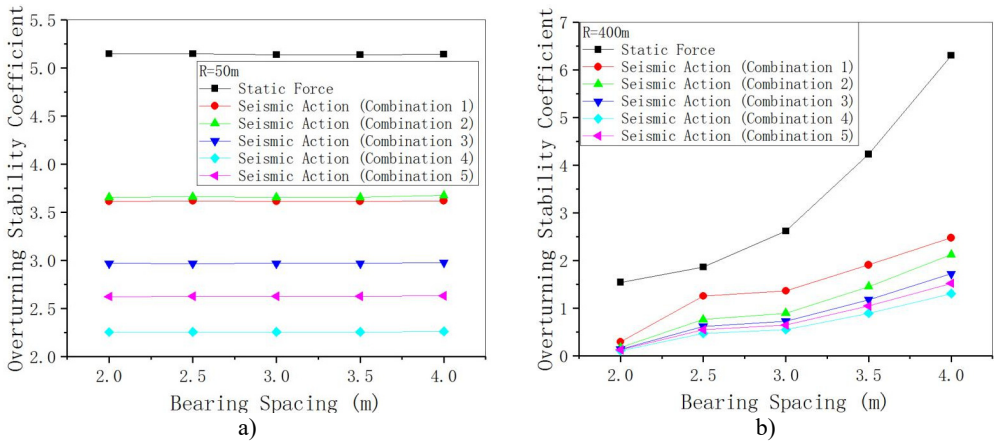 Overturning Stability Coefficient
5.5
5.0
4.5
4.0
3.5
3.0
2.5
2.0
R=50m
Static Force
Seismic Action (Combination 1)
Seismic Action (Combination 2)
Seismic Action (Combination 3)
Seismic Action (Combination 4)
Seismic Action (Combination 5)
2.0 2.5 3.0 3.5 4.0
Bearing Spacing (m)
a)
Overturning Stability Coefficient
7
6
5
4
3
2
1
0
R=400m
Static Force
Seismic Action (Combination 1)
Seismic Action (Combination 2)
Seismic Action (Combination 3)
Seismic Action (Combination 4)
Seismic Action (Combination 5)
2.0 2.5 3.0 3.5 4.0
Bearing Spacing (m)
b)